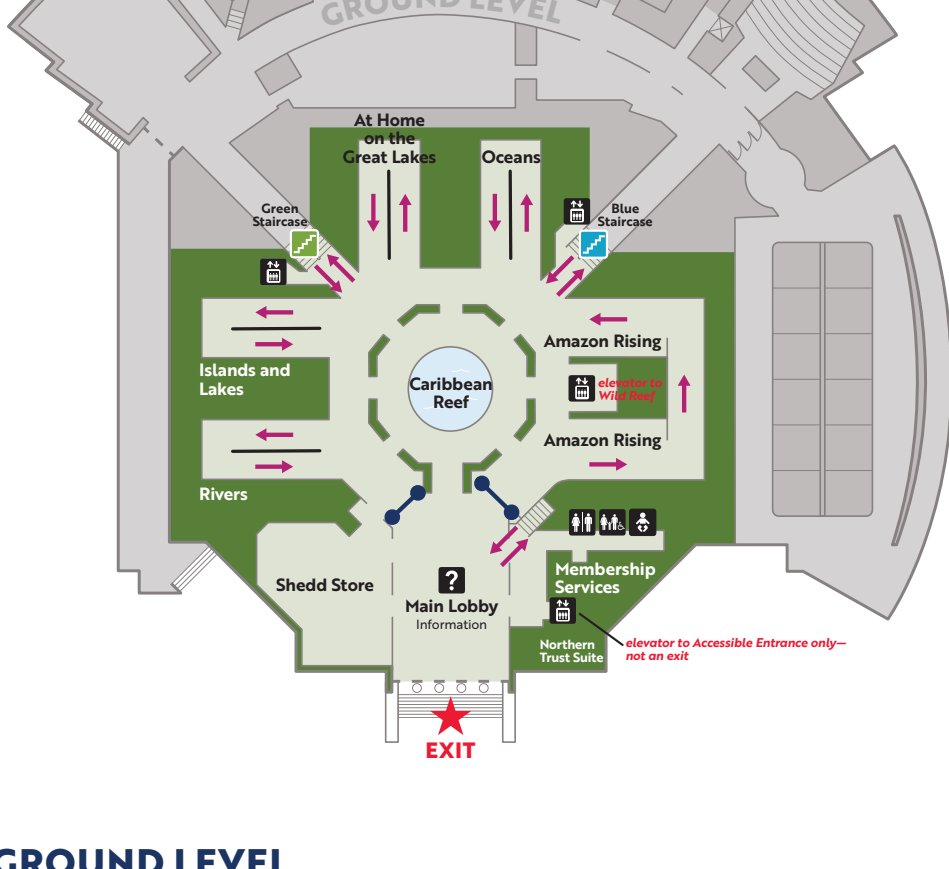 GROUND LEVEL
At Home
on the
Great Lakes
Oceans
Green
Staircase
Blue
Staircase
Amazon Rising
Islands and
Lakes
Caribbean
Reef
elevator to
Wild Reef
Amazon Rising
Rivers
Shedd Store
?
Main Lobby
Information
Membership
Services
Northern
Trust Suite
elevator to Accessible Entrance only—
not an exit
EXIT
GROUND LEVEL